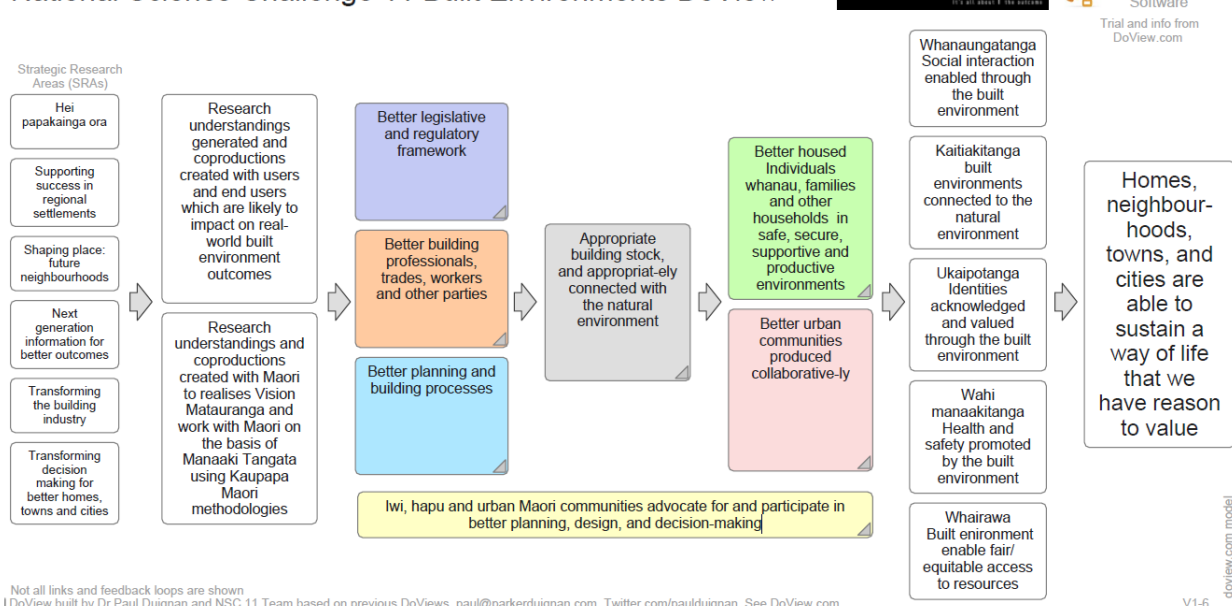 National Science Challenge 11 Built Environments DoView
It's all about the outcome
Software
Trial and info from
DoView.com
Strategic Research
Areas (SRAs)
Hei
papakainga ora
Supporting
success in
regional
settlements
Shaping place:
future
neighbourhoods
Next
generation
information for
better outcomes
Transforming
the building
industry
Transforming
decision
making for
better homes,
towns and cities
Research
understandings
generated and
coproductions
created with users
and end users
which are likely to
impact on real-
world built
environment
outcomes
Research
understandings and
coproductions
created with Maori
to realises Vision
Matauranga and
work with Maori on
the basis of
Manaaki Tangata
using Kaupapa
Maori
methodologies
Better legislative
and regulatory
framework
Better building
professionals,
trades, workers
and other parties
Better planning and
building processes
Appropriate
building stock,
and appropriat-ely
connected with
the natural
environment
Better housed
Individuals
whanau, families
and other
households in
safe, secure,
supportive and
productive
environments
Better urban
communities
produced
collaborative-ly
Iwi, hapu and urban Maori communities advocate for and participate in
better planning, design, and decision-making
Whanaungatanga
Social interaction
enabled through
the built
environment
Kaitiakitanga
built
environments
connected to the
natural
environment
Ukaipotanga
Identities
acknowledged
and valued
through the built
environment
Wahi
manaakitanga
Health and
safety promoted
by the built
environment
Whairawa
Built enironment
enable fair/
equitable access
to resources
Homes,
neighbour-
hoods,
towns, and
cities are
able to
sustain a
way of life
that we
have reason
to value
doview.com model
Not all links and feedback loops are shown
DoView built by Dr Paul Duignan and NSC 11 Team based on previous DoViews. paul@parkerduignan.com. Twitter.com/paulduignan. See DoView.com
V1-6